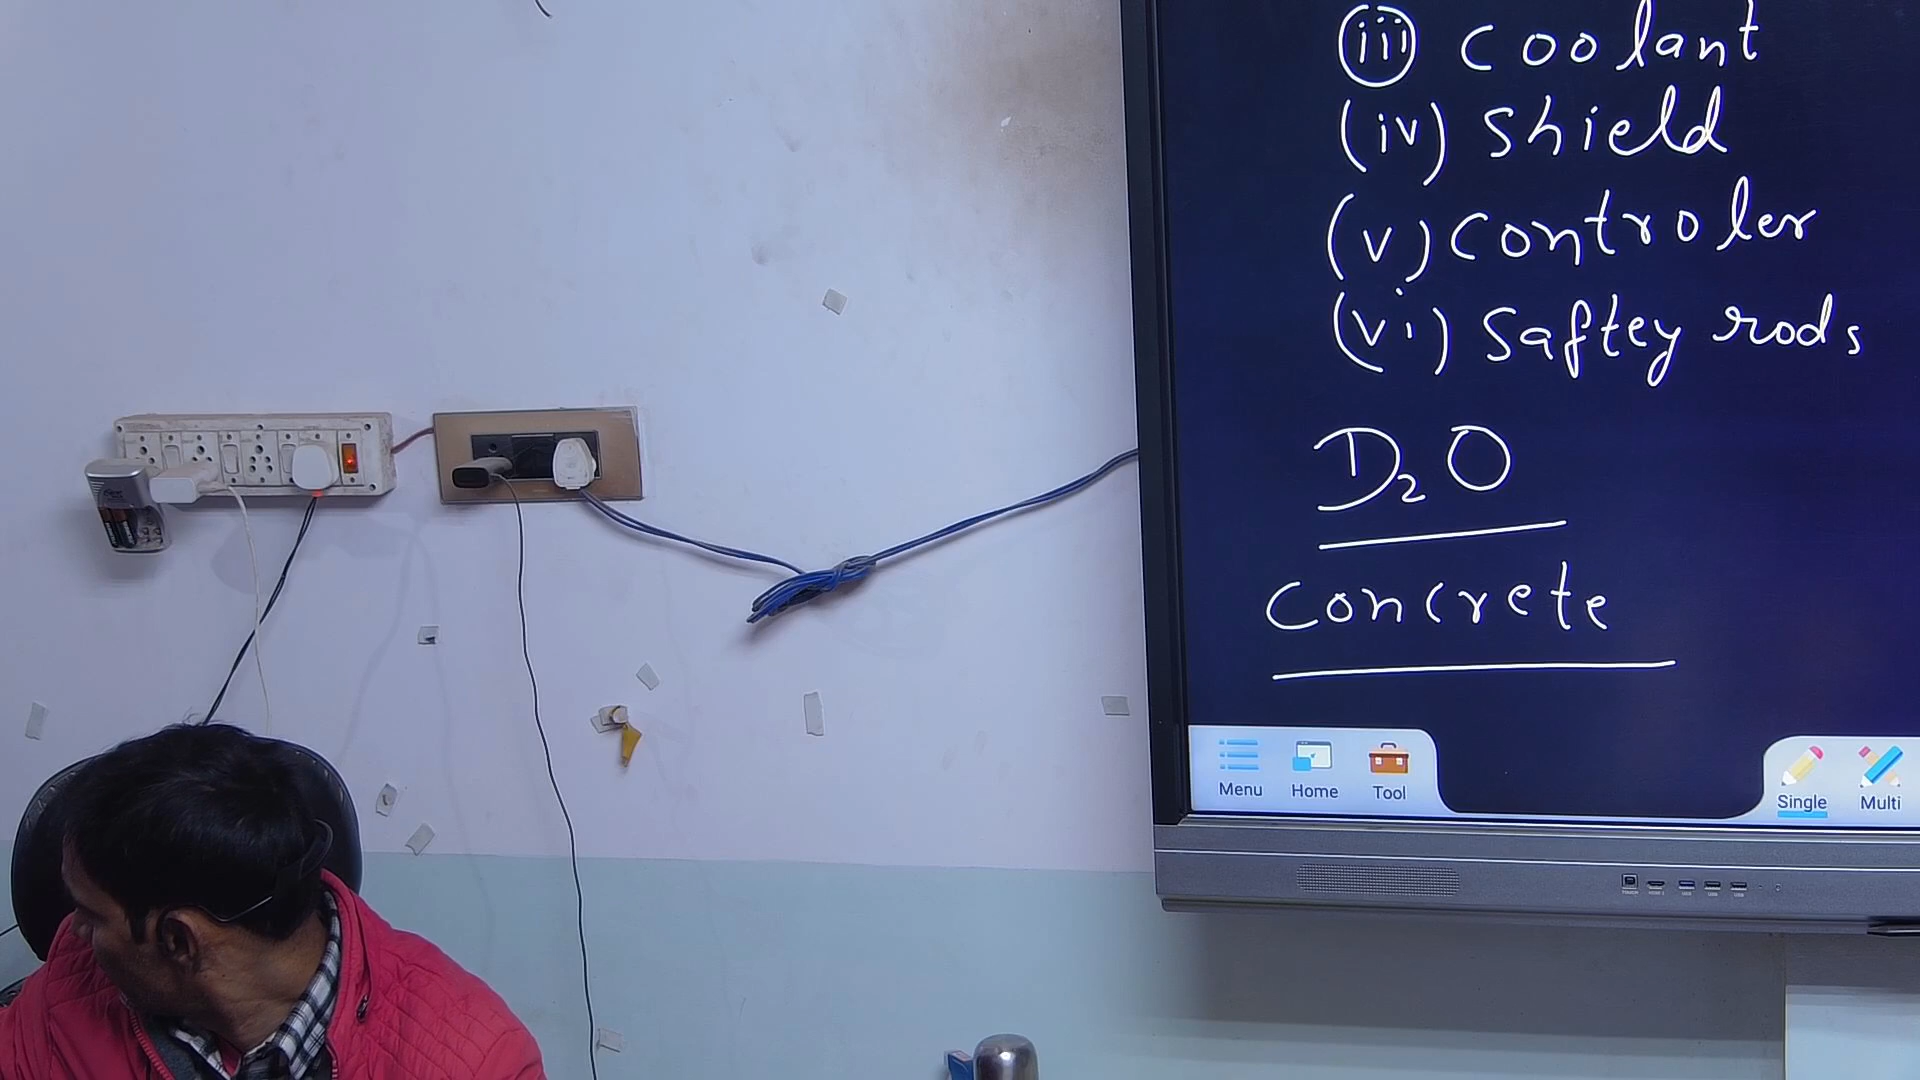 (iii) coolant
(iv) shield
(v) controler
(vi) Saftey rods
D₂O
concrete
Menu Home Tool
Single Multi